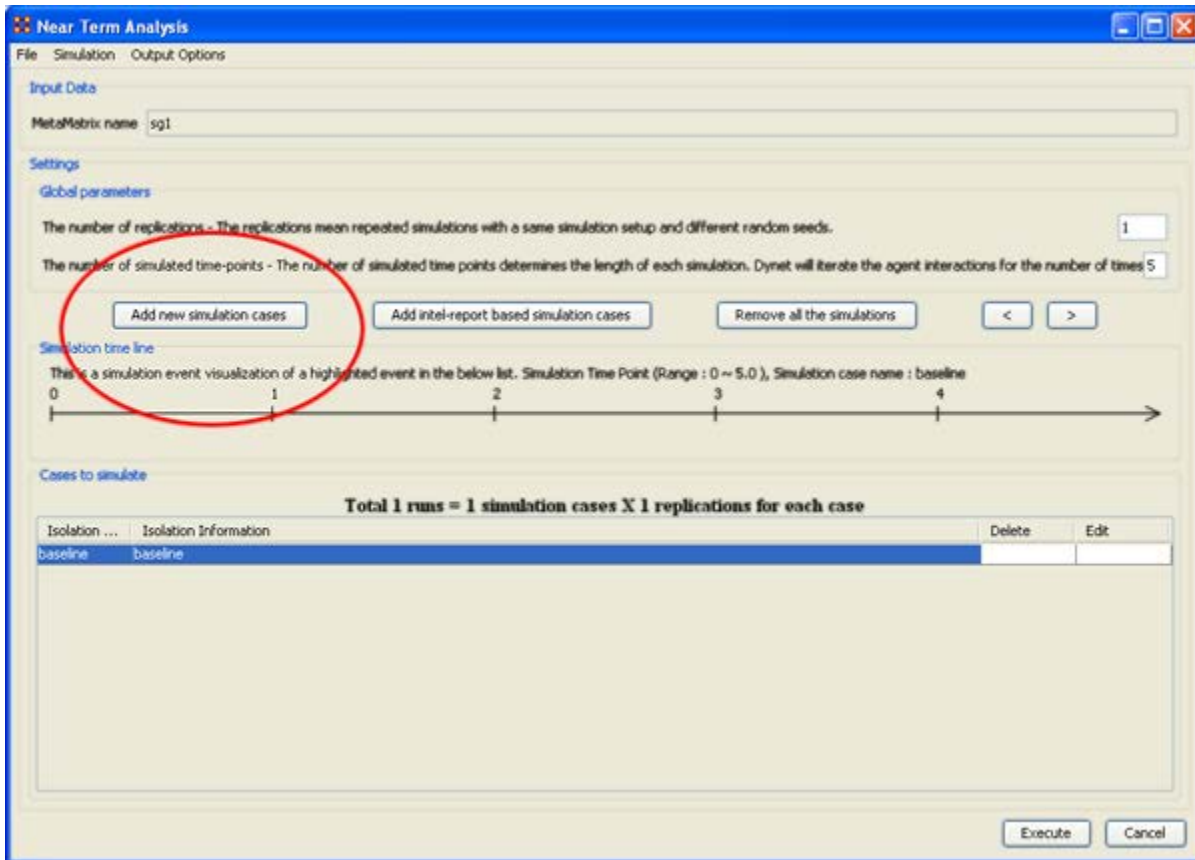 Near Term Analysis
File Simulation Output Options
Input Data
MetaMatrix name sg1
Settings
Global parameters
The number of replications - The replications mean repeated simulations with a same simulation setup and different random seeds. 1
The number of simulated time-points - The number of simulated time points determines the length of each simulation. Dynet will iterate the agent interactions for the number of times 5
Add new simulation cases Add intel-report based simulation cases Remove all the simulations < >
Simulation time line
This is a simulation event visualization of a highlighted event in the below list. Simulation Time Point (Range : 0 ~ 5.0 ), Simulation case name : baseline
0 1 2 3 4
Cases to simulate
Total 1 runs = 1 simulation cases X 1 replications for each case
Isolation ... Isolation Information Delete Edit
baseline baseline
Execute Cancel